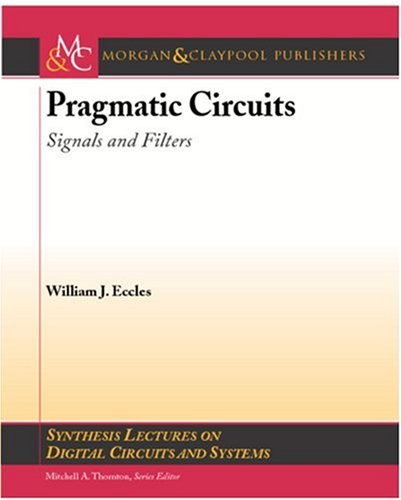 M&C MORGAN&CLAYPOOL PUBLISHERS
Pragmatic Circuits
Signals and Filters
William J. Eccles
SYNTHESIS LECTURES ON
DIGITAL CIRCUITS AND SYSTEMS
Mitchell A. Thornton, Series Editor